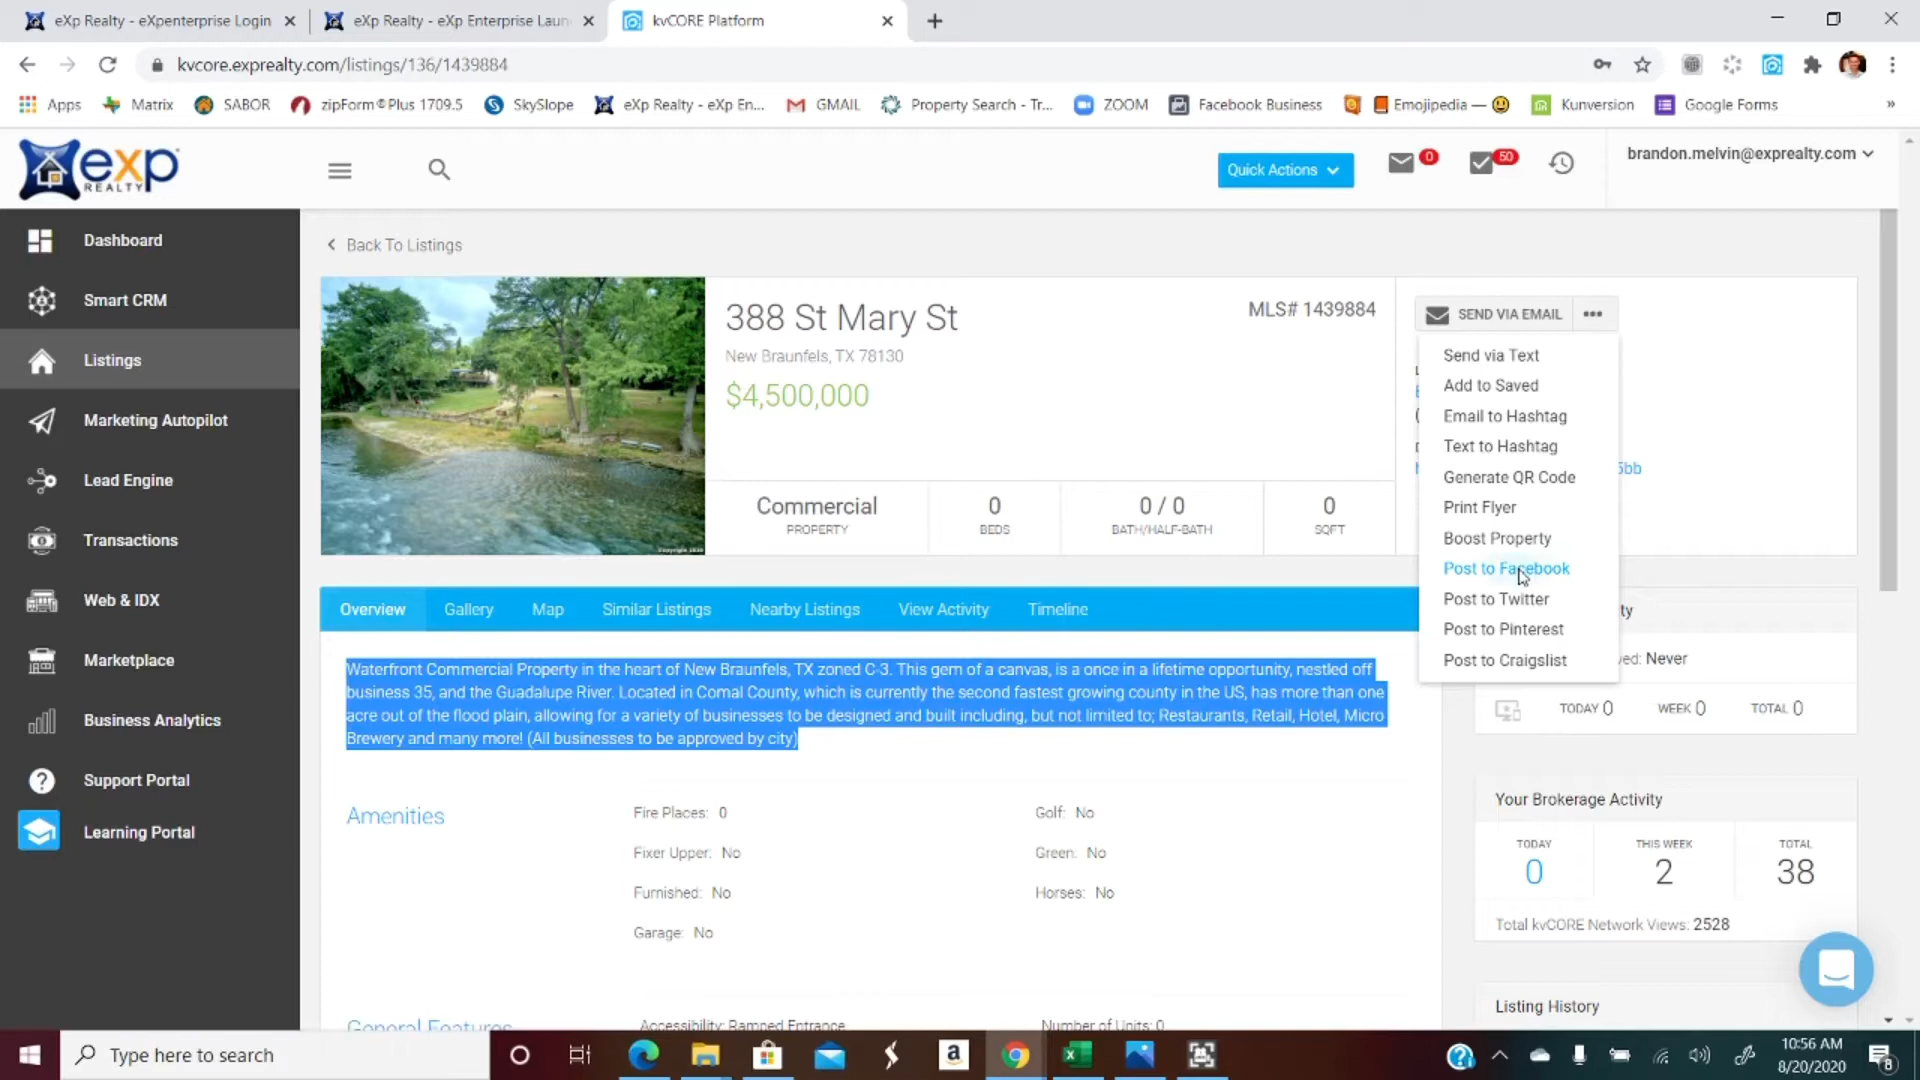 eXp Realty - eXpenterprise Login
eXp Realty - eXp Enterprise Laun
kvCORE Platform
kvcore.exprealty.com/listings/136/1439884
Apps
Matrix
SABOR
zipForm®Plus 1709.5
SkySlope
eXp Realty - eXp En...
GMAIL
Property Search - Tr...
ZOOM
Facebook Business
Emojipedia —
Kunversion
Google Forms
»
exp
REALTY
Quick Actions
0
50
brandon.melvin@exprealty.com
Dashboard
Smart CRM
Listings
Marketing Autopilot
Lead Engine
Transactions
Web & IDX
Marketplace
Business Analytics
Support Portal
Learning Portal
Back To Listings
388 St Mary St
MLS# 1439884
New Braunfels, TX 78130
$4,500,000
Commercial
PROPERTY
0
BEDS
0 / 0
BATH/HALF-BATH
0
SQFT
SEND VIA EMAIL
Send via Text
Add to Saved
Email to Hashtag
Text to Hashtag
Generate QR Code
Print Flyer
Boost Property
Post to Facebook
Post to Twitter
Post to Pinterest
Post to Craigslist
5bb
Overview
Gallery
Map
Similar Listings
Nearby Listings
View Activity
Timeline
Waterfront Commercial Property in the heart of New Braunfels, TX zoned C-3. This gem of a canvas, is a once in a lifetime opportunity, nestled off
business 35, and the Guadalupe River. Located in Comal County, which is currently the second fastest growing county in the US, has more than one
acre out of the flood plain, allowing for a variety of businesses to be designed and built including, but not limited to; Restaurants, Retail, Hotel, Micro
Brewery and many more! (All businesses to be approved by city)
Amenities
Fire Places: 0
Golf: No
Fixer Upper: No
Green: No
Furnished: No
Horses: No
Garage: No
General Features
Accessibility: Ramped Entrance
Number of Units: 0
ty
ved: Never
TODAY 0
WEEK 0
TOTAL 0
Your Brokerage Activity
TODAY
0
THIS WEEK
2
TOTAL
38
Total kvCORE Network Views: 2528
Listing History
Type here to search
10:56 AM
8/20/2020
8